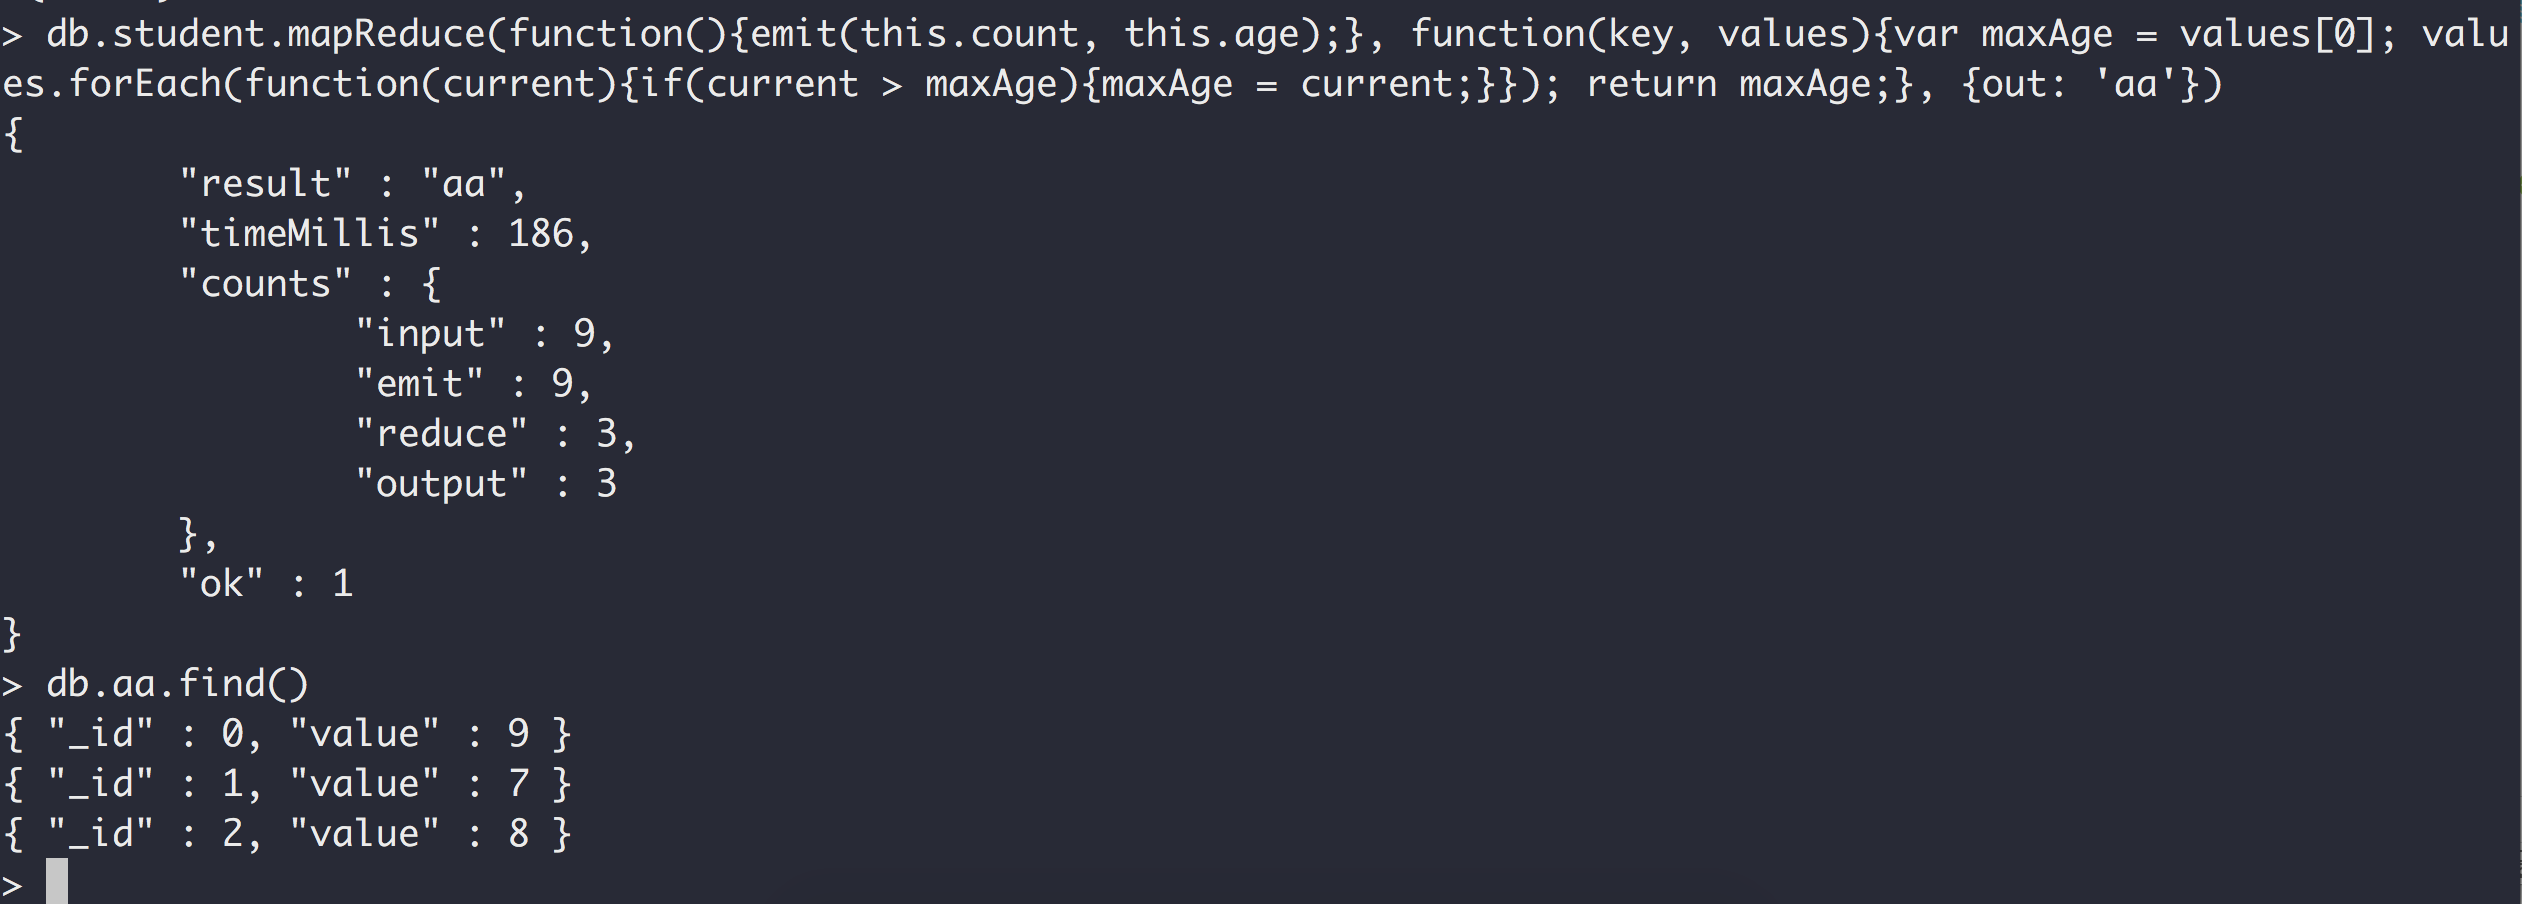 > db.student.mapReduce(function(){emit(this.count, this.age);}, function(key, values){var maxAge = values[0]; valu
es.forEach(function(current){if(current > maxAge){maxAge = current;}}); return maxAge;}, {out: 'aa'})
{
        "result" : "aa",
        "timeMillis" : 186,
        "counts" : {
                "input" : 9,
                "emit" : 9,
                "reduce" : 3,
                "output" : 3
        },
        "ok" : 1
}
> db.aa.find()
{ "_id" : 0, "value" : 9 }
{ "_id" : 1, "value" : 7 }
{ "_id" : 2, "value" : 8 }
>